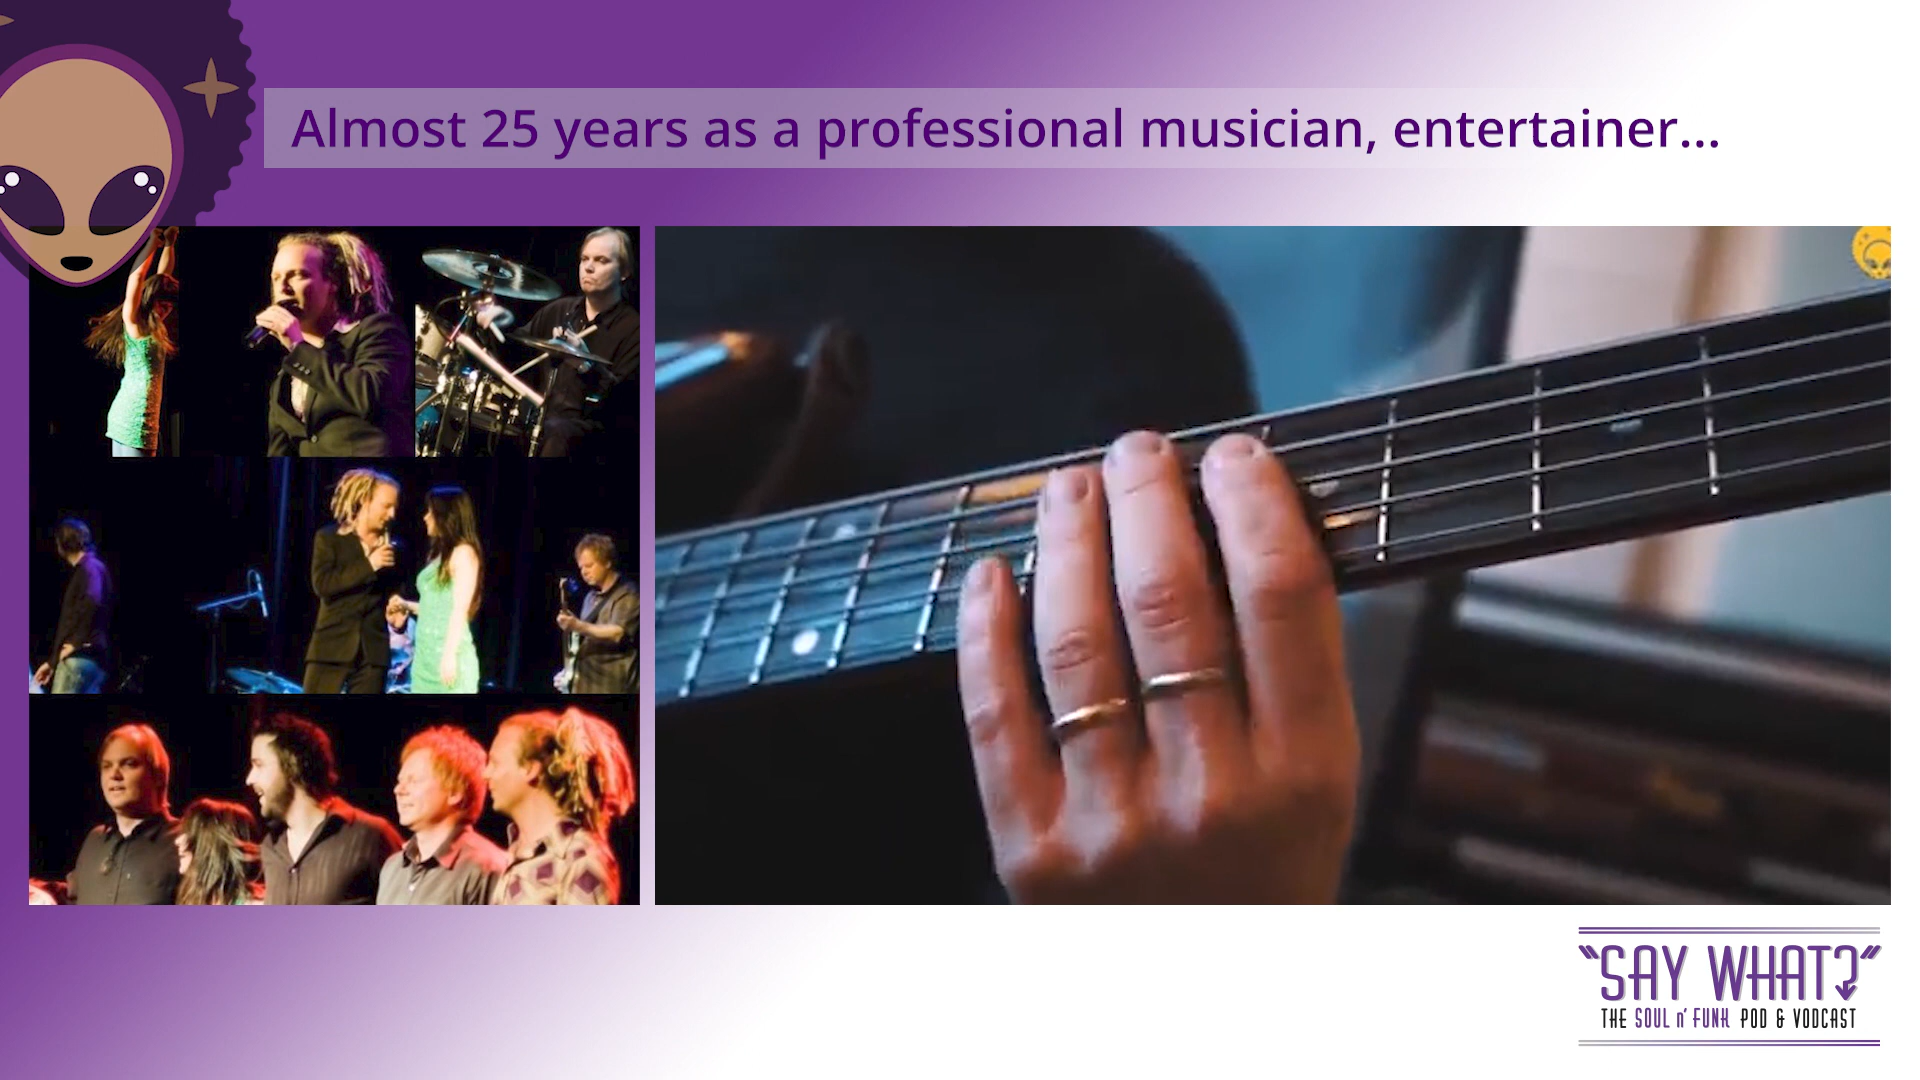 Almost 25 years as a professional musician, entertainer...
"SAY WHAT?"
THE SOUL n' FUNK POD & VODCAST